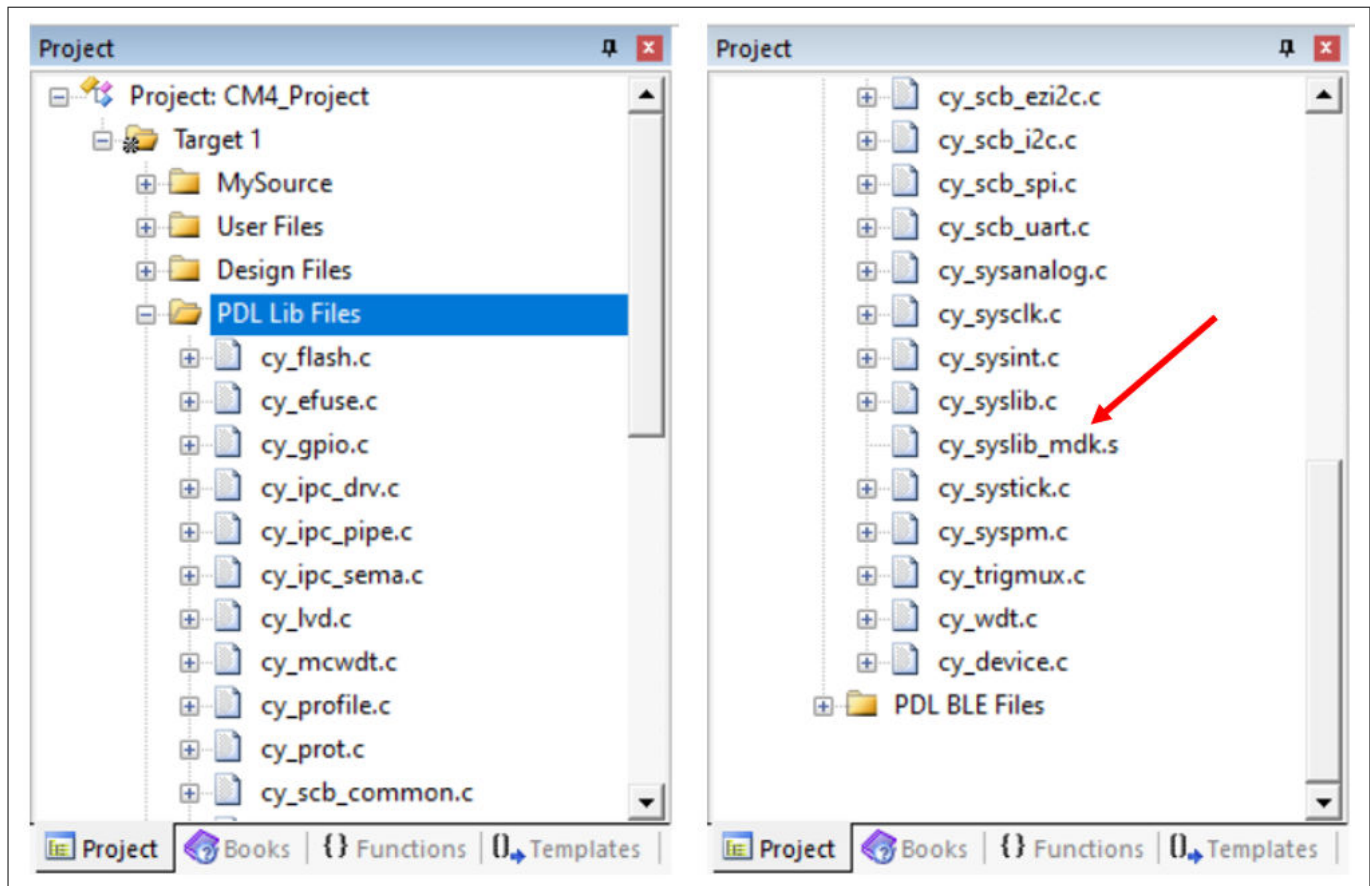 Project
Project: CM4_Project
Target 1
MySource
User Files
Design Files
PDL Lib Files
cy_flash.c
cy_efuse.c
cy_gpio.c
cy_ipc_drv.c
cy_ipc_pipe.c
cy_ipc_sema.c
cy_lvd.c
cy_mcwdt.c
cy_profile.c
cy_prot.c
cy_scb_common.c
Project Books {} Functions 0 Templates
Project
cy_scb_ezi2c.c
cy_scb_i2c.c
cy_scb_spi.c
cy_scb_uart.c
cy_sysanalog.c
cy_sysclk.c
cy_sysint.c
cy_syslib.c
cy_syslib_mdk.s
cy_systick.c
cy_syspm.c
cy_trigmux.c
cy_wdt.c
cy_device.c
PDL BLE Files
Project Books {} Functions 0 Templates